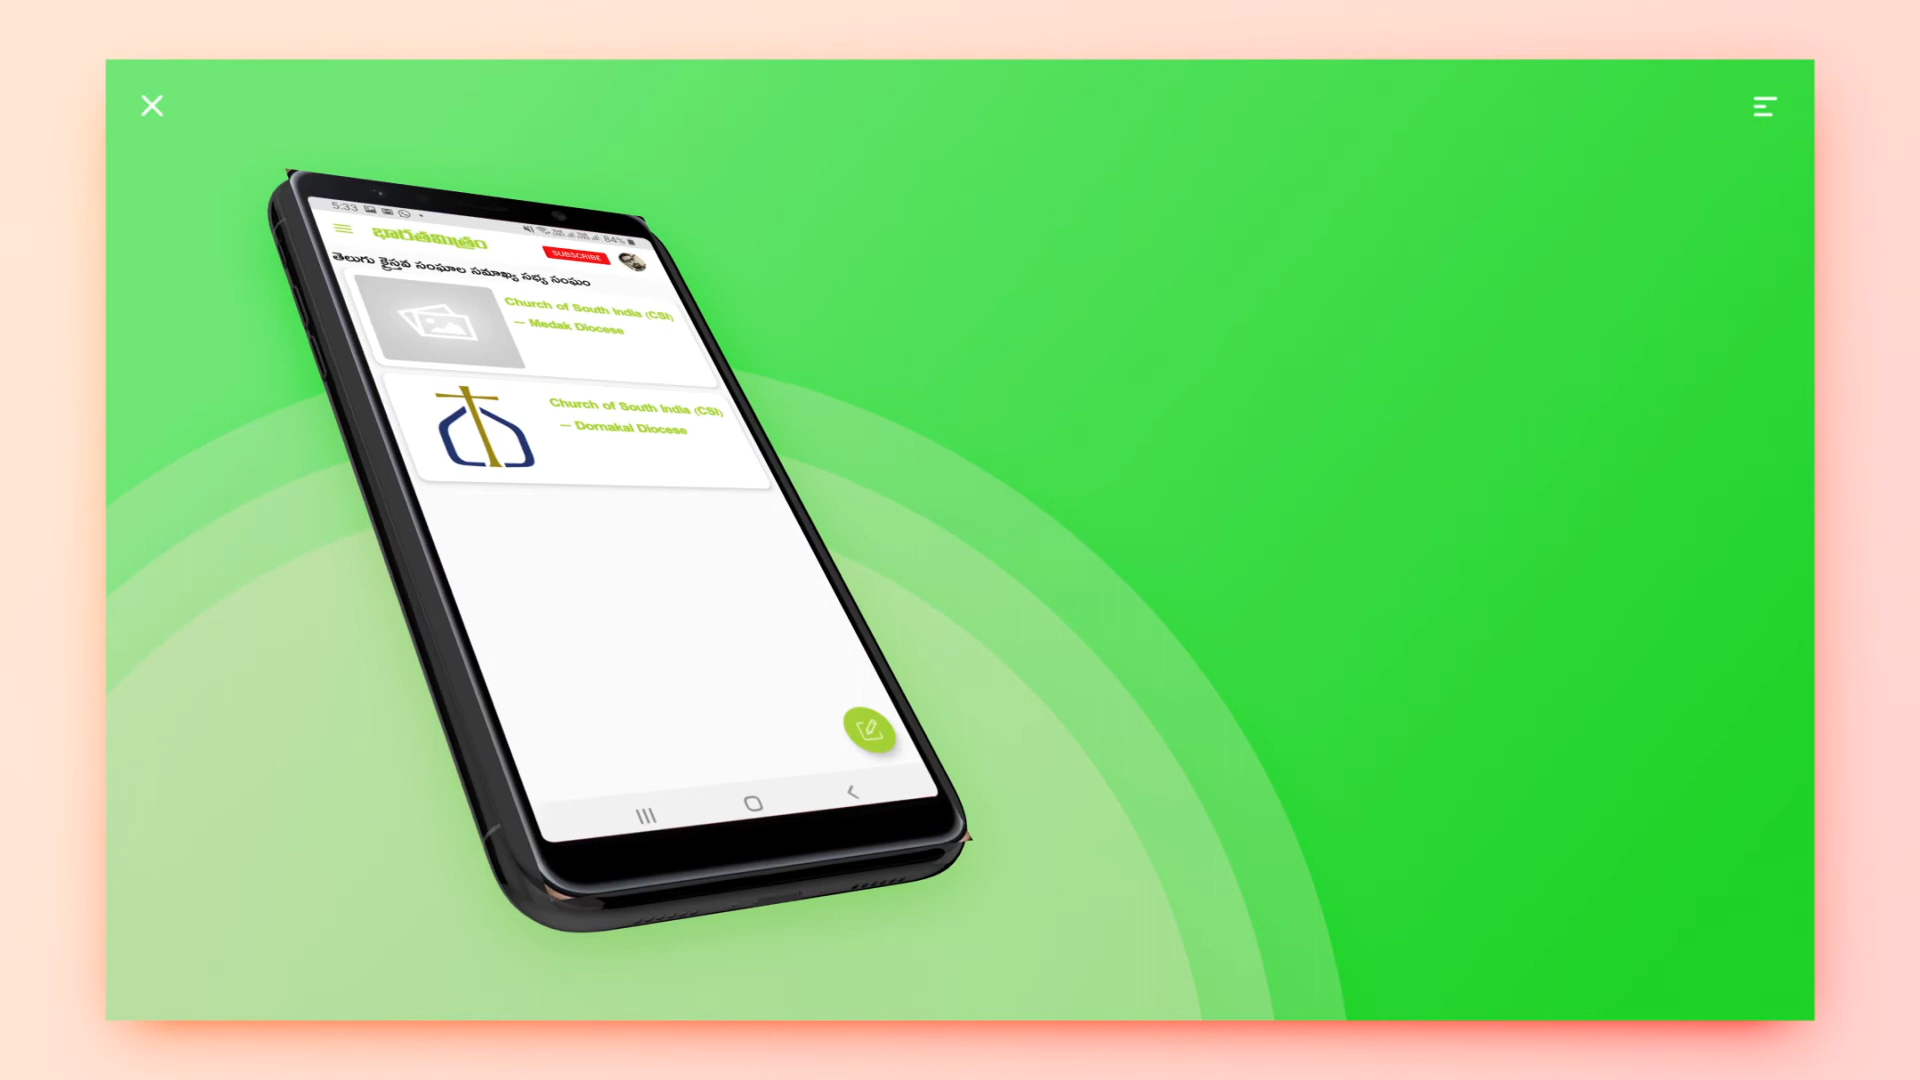 5:33
84%
భారతమిత్రం
SUBSCRIBE
తెలుగు క్రైస్తవ సంఘాల సమాఖ్య సభ్య సంఘం
Church of South India (CSI)
— Medak Diocese
Church of South India (CSI)
— Dornakal Diocese